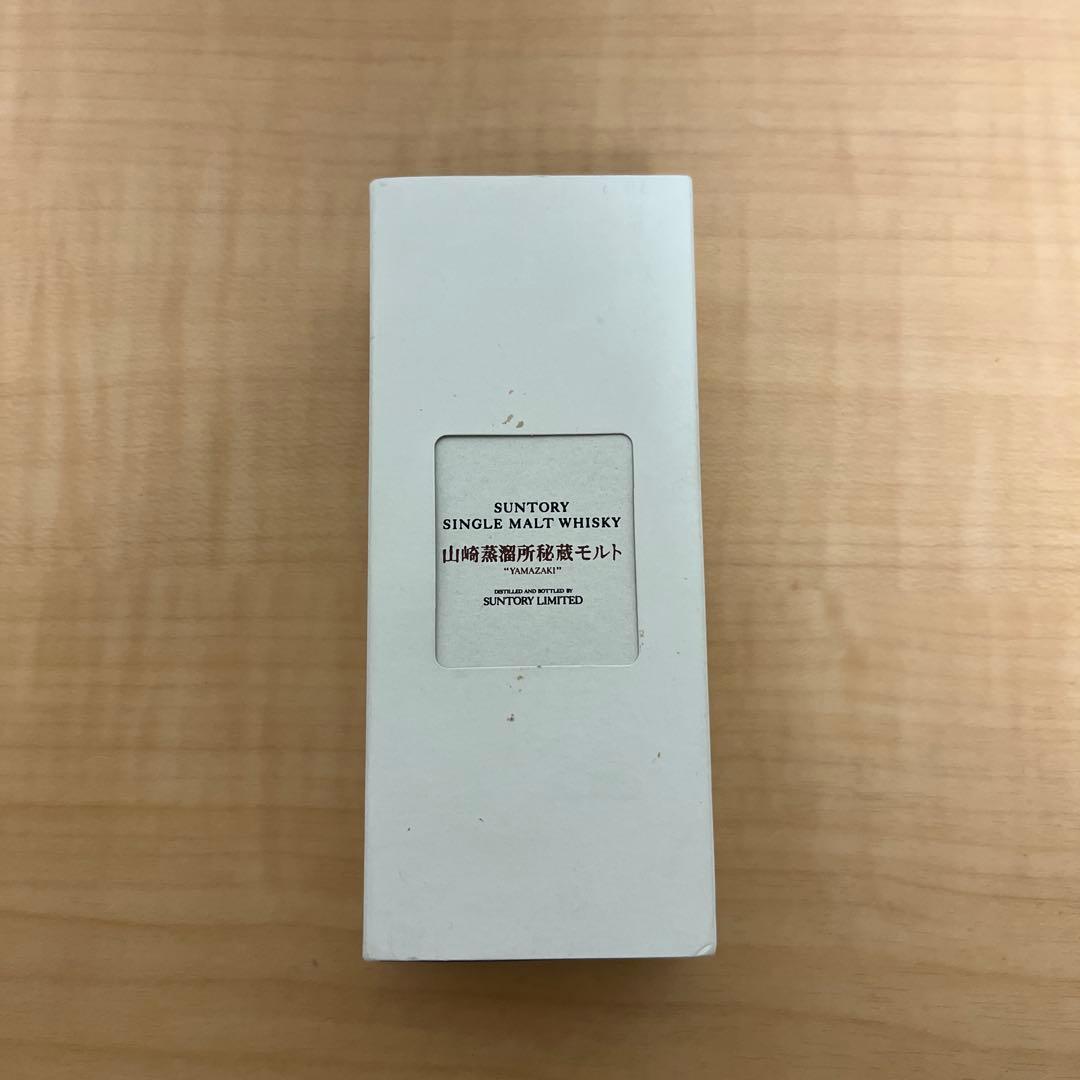 SUNTORY
SINGLE MALT WHISKY
山崎蒸溜所秘蔵モルト
“YAMAZAKI”
DISTILLED AND BOTTLED BY
SUNTORY LIMITED